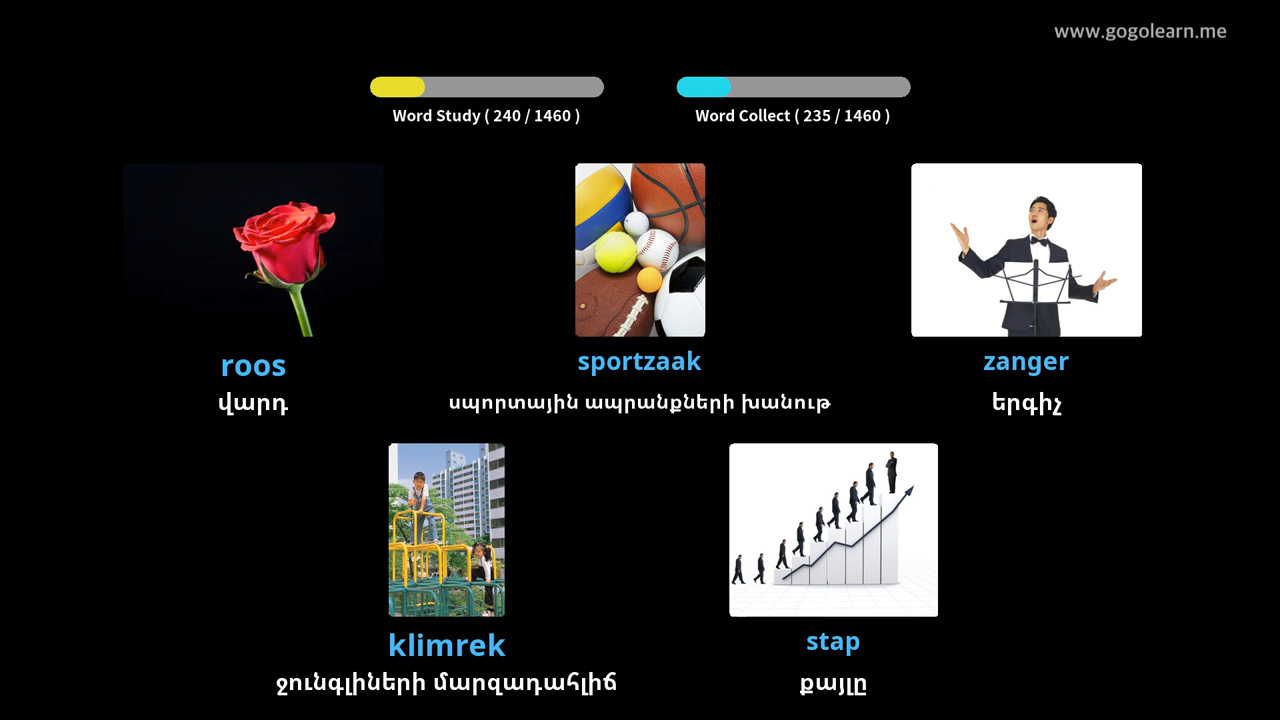 www.gogolearn.me
Word Study ( 240 / 1460 )
Word Collect ( 235 / 1460 )
roos
վարդ
sportzaak
սպորտային ապրանքների խանութ
zanger
երգիչ
klimrek
ջունգլիների մարզադահլիճ
stap
քայլը